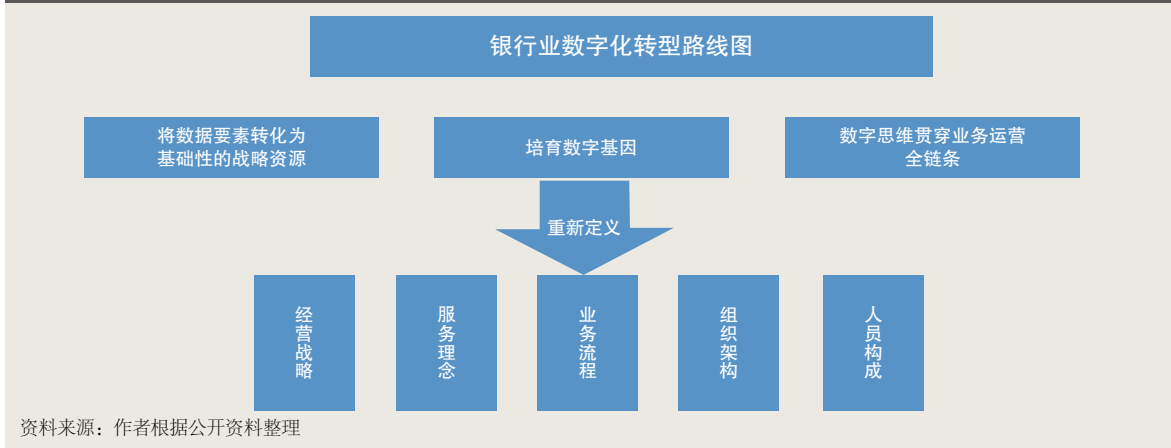 银行业数字化转型路线图
将数据要素转化为
基础性的战略资源
培育数字基因
数字思维贯穿业务运营
全链条
重新定义
经营战略
服务理念
业务流程
组织架构
人员构成
资料来源：作者根据公开资料整理